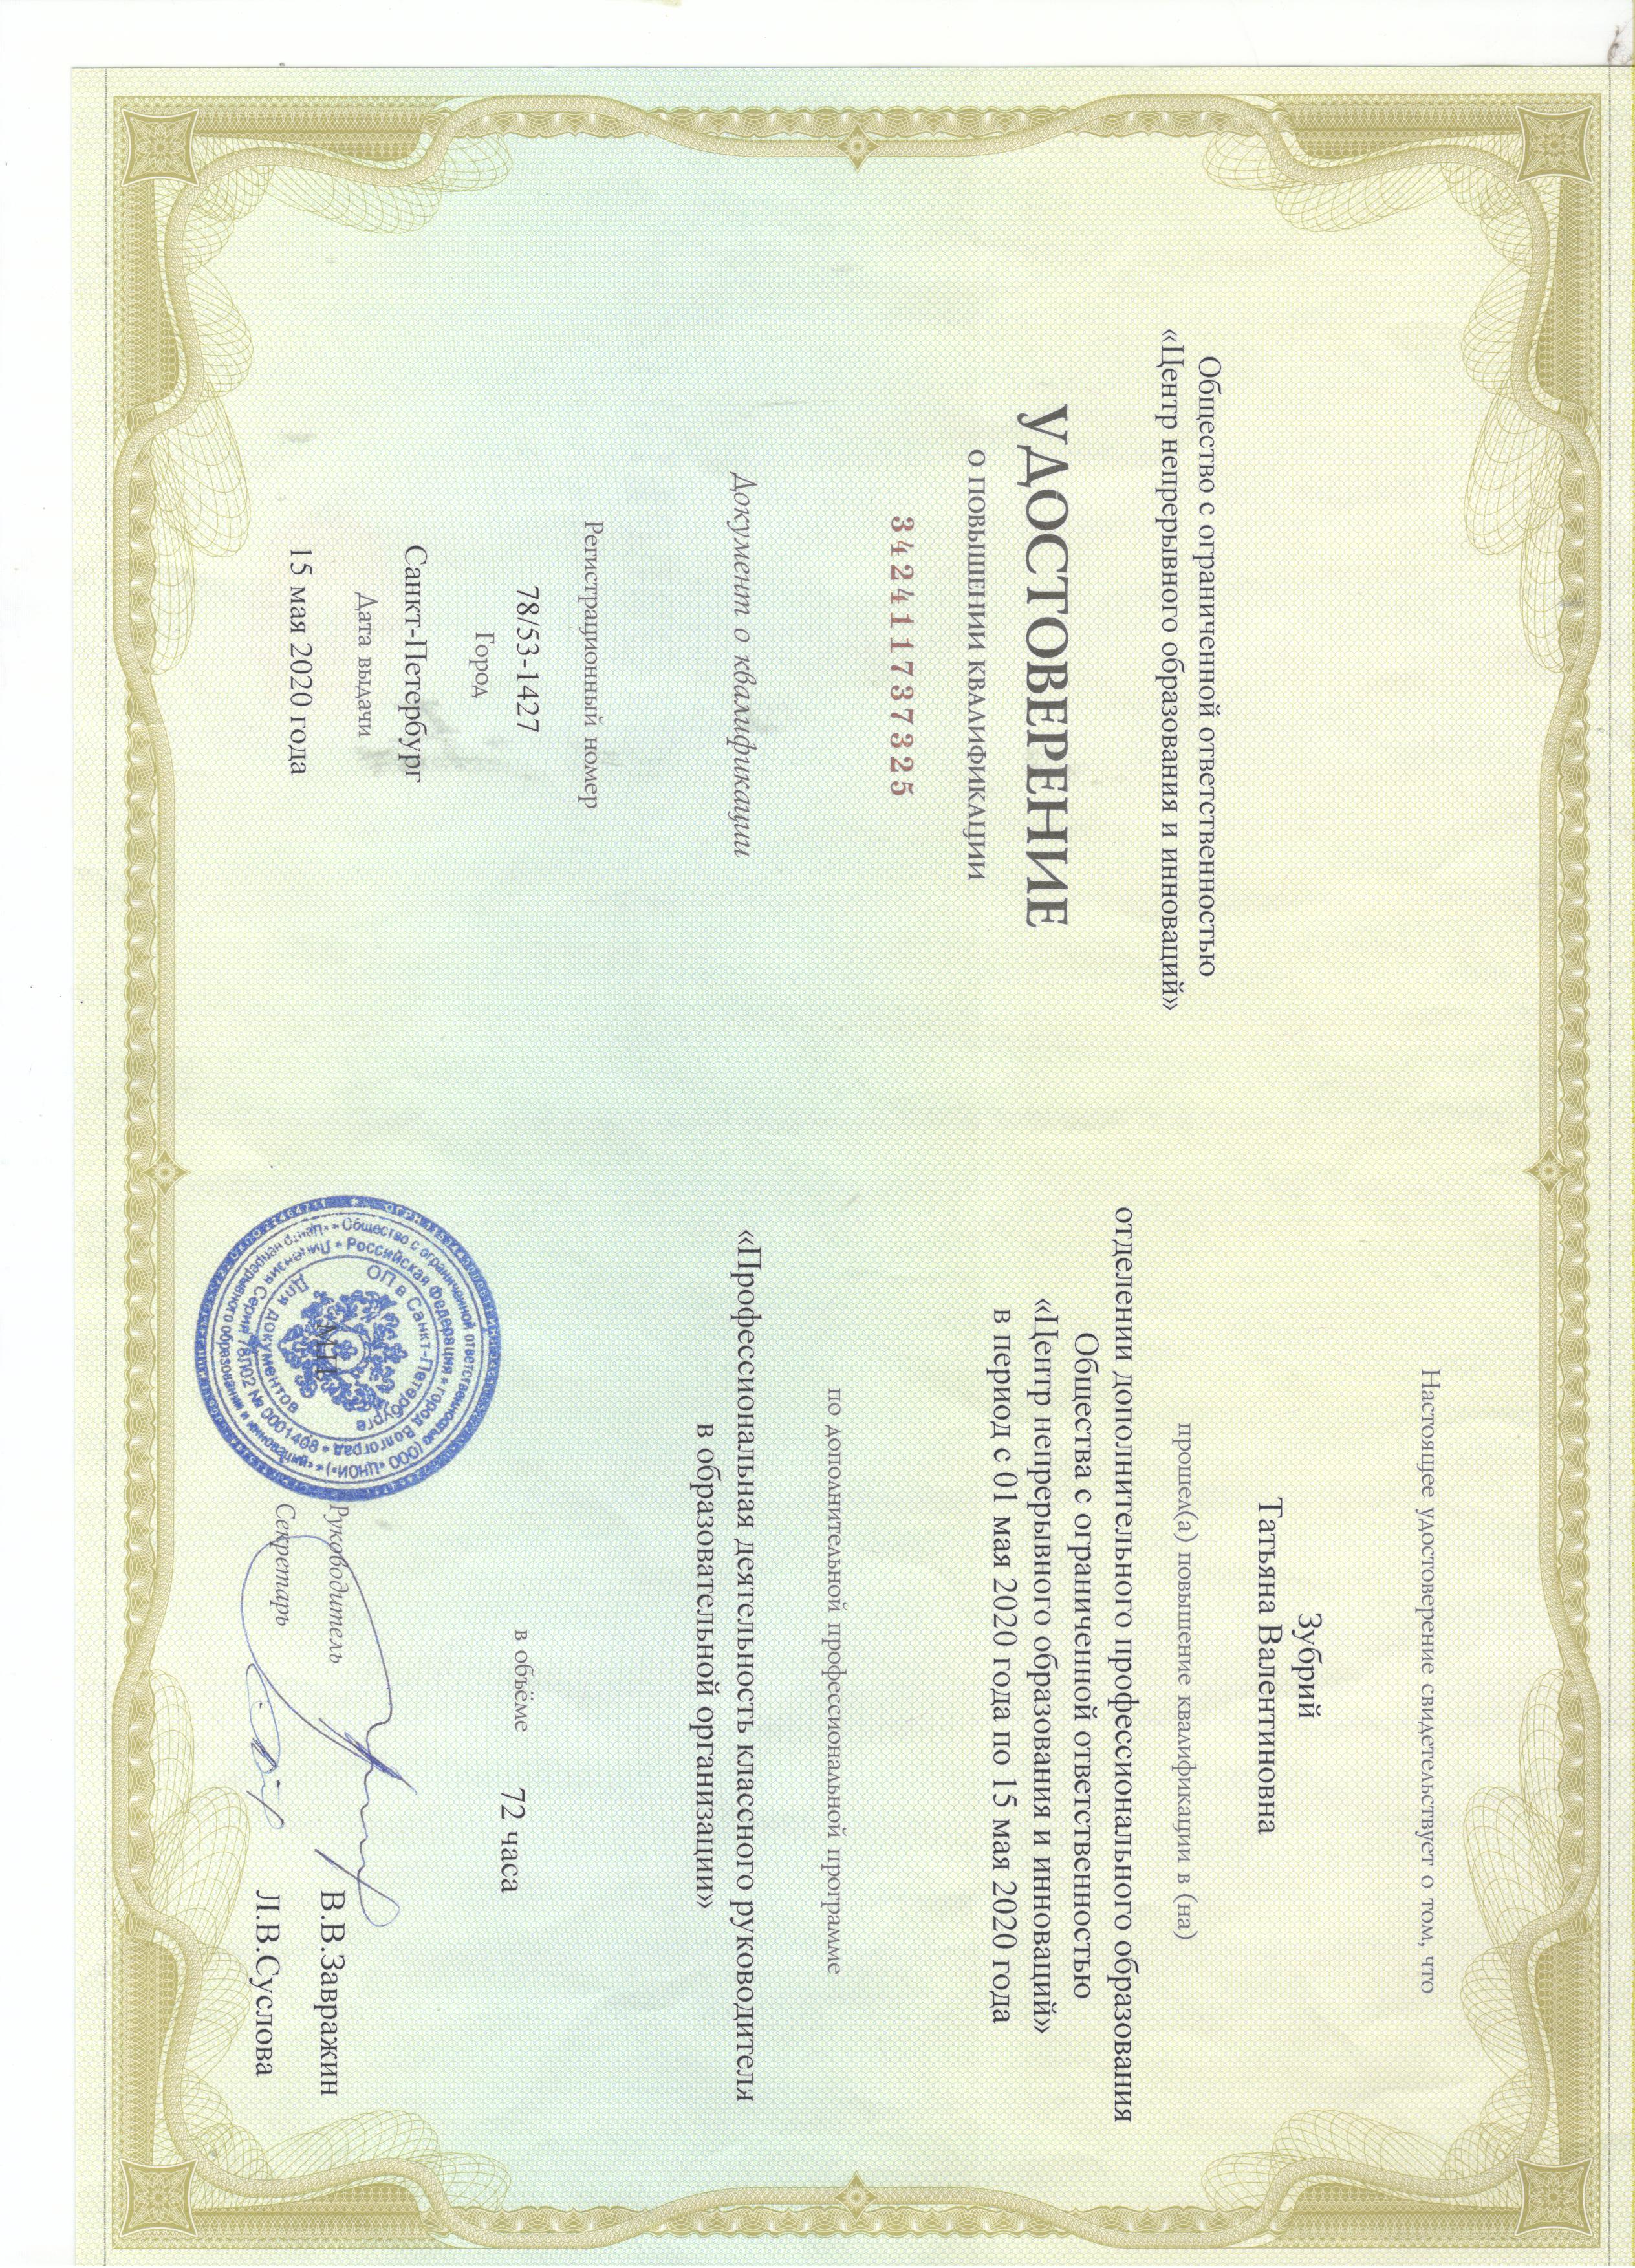 Общество с ограниченной ответственностью
«Центр непрерывного образования и инноваций»
УДОСТОВЕРЕНИЕ
О ПОВЫШЕНИИ КВАЛИФИКАЦИИ
342411737325
Документ о квалификации
Регистрационный номер
78/53-1427
Город
Санкт-Петербург
Дата выдачи
15 мая 2020 года
Настоящее удостоверение свидетельствует о том, что
Зубрий
Татьяна Валентиновна
прошел(а) повышение квалификации в (на)
отделении дополнительного профессионального образования
Общества с ограниченной ответственностью
«Центр непрерывного образования и инноваций»
в период с 01 мая 2020 года по 15 мая 2020 года
по дополнительной профессиональной программе
«Профессиональная деятельность классного руководителя
в образовательной организации»
в объёме 72 часа
Общество с ограниченной ответственностью (ООО «ЦНОИ») «Центр непрерывного образования и инноваций»
Российская Федерация * город Волгоград * Лицензия Серия 78Л02 № 0001408
ОП в Санкт-Петербурге
Для документов
М.П.
Руководитель В.В.Завражин
Секретарь Л.В.Суслова